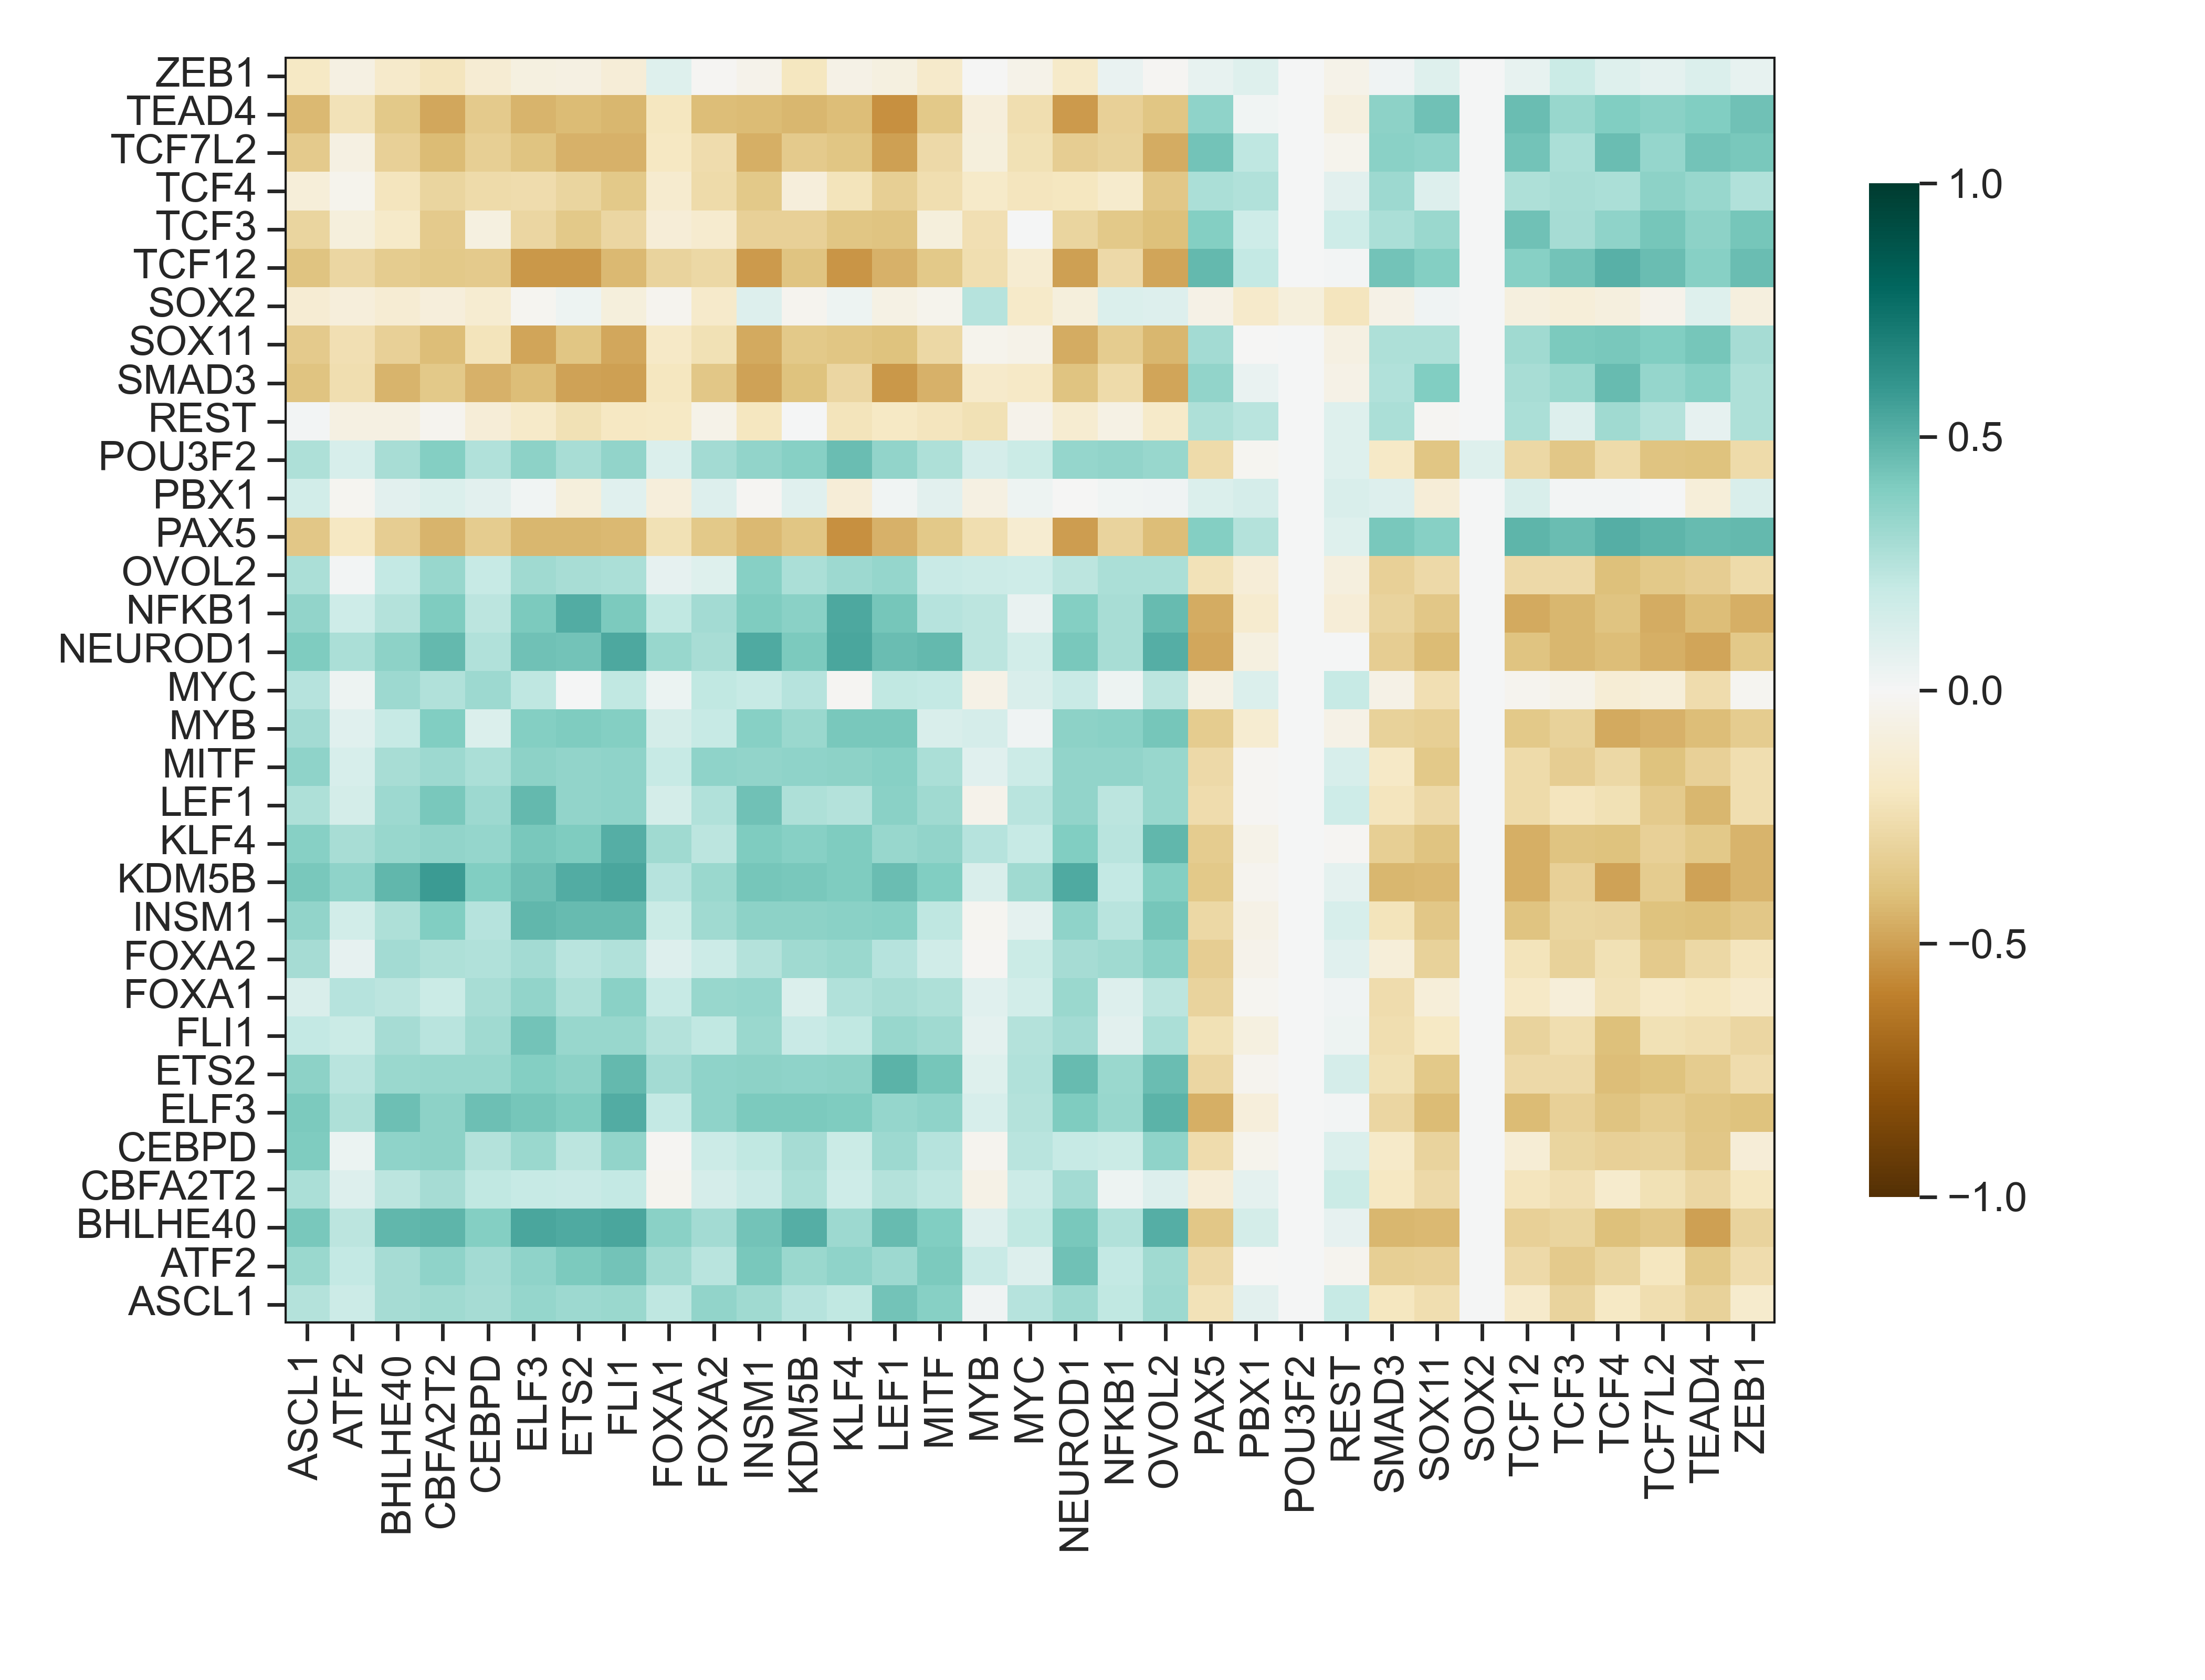 ZEB1
TEAD4
TCF7L2
TCF4
TCF3
TCF12
SOX2
SOX11
SMAD3
REST
POU3F2
PBX1
PAX5
OVOL2
NFKB1
NEUROD1
MYC
MYB
MITF
LEF1
KLF4
KDM5B
INSM1
FOXA2
FOXA1
FLI1
ETS2
ELF3
CEBPD
CBFA2T2
BHLHE40
ATF2
ASCL1
ASCL1
ATF2
BHLHE40
CBFA2T2
CEBPD
ELF3
ETS2
FLI1
FOXA1
FOXA2
INSM1
KDM5B
KLF4
LEF1
MITF
MYB
MYC
NEUROD1
NFKB1
OVOL2
PAX5
PBX1
POU3F2
REST
SMAD3
SOX11
SOX2
TCF12
TCF3
TCF4
TCF7L2
TEAD4
ZEB1
1.0
0.5
0.0
−0.5
−1.0